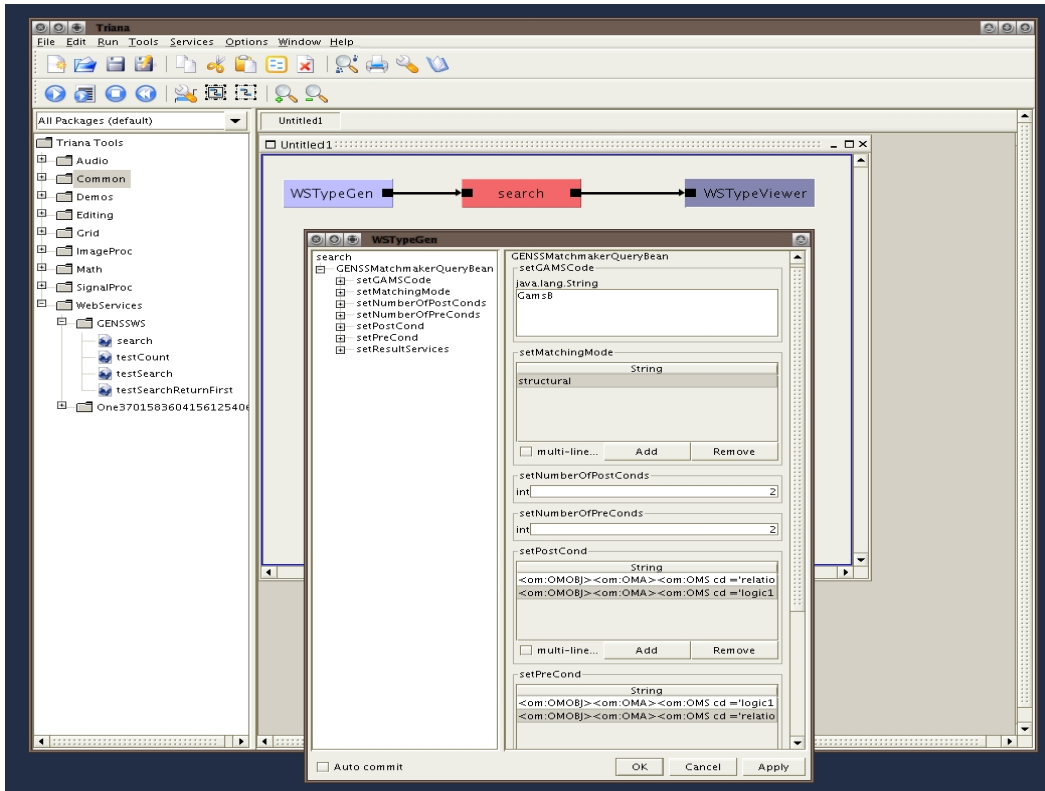 Triana
File Edit Run Tools Services Options Window Help
All Packages (default)
Untitled1
Triana Tools
Audio
Common
Demos
Editing
Grid
ImageProc
Math
SignalProc
WebServices
GENSSWS
search
testCount
testSearch
testSearchReturnFirst
Untitled1
WSTypeGen
search
WSTypeViewer
WSTypeGen
search
GENSSMatchmakerQueryBean
setGAMSCode
setMatchingMode
setNumberOfPostConds
setNumberOfPreConds
setPostCond
setPreCond
setResultServices
GENSSMatchmakerQueryBean
setGAMSCode
java.lang.String
GamsB
setMatchingMode
String
structural
multi-line... Add Remove
setNumberOfPostConds
int 2
setNumberOfPreConds
int 2
setPostCond
String
<om:OMOBJ><om:OMA><om:OMS cd ='relatio
<om:OMOBJ><om:OMA><om:OMS cd ='logic1
multi-line... Add Remove
setPreCond
String
<om:OMOBJ><om:OMA><om:OMS cd ='logic1
<om:OMOBJ><om:OMA><om:OMS cd ='relatio
Auto commit OK Cancel Apply